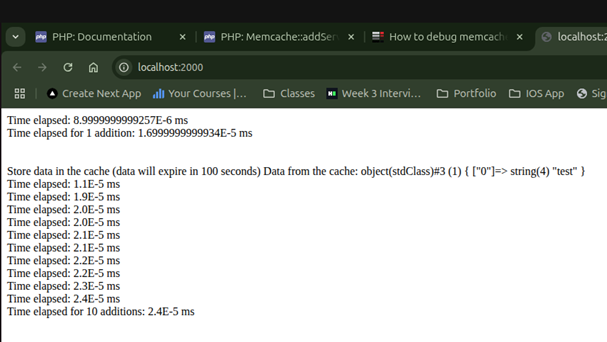 PHP: Documentation
PHP: Memcache::addSer
How to debug memcache
localhost:2
localhost:2000
Create Next App
Your Courses |...
Classes
Week 3 Intervi...
Portfolio
IOS App
Sig
Time elapsed: 8.9999999999257E-6 ms
Time elapsed for 1 addition: 1.6999999999934E-5 ms
Store data in the cache (data will expire in 100 seconds) Data from the cache: object(stdClass)#3 (1) { ["0"]=> string(4) "test" }
Time elapsed: 1.1E-5 ms
Time elapsed: 1.9E-5 ms
Time elapsed: 2.0E-5 ms
Time elapsed: 2.0E-5 ms
Time elapsed: 2.1E-5 ms
Time elapsed: 2.1E-5 ms
Time elapsed: 2.2E-5 ms
Time elapsed: 2.2E-5 ms
Time elapsed: 2.3E-5 ms
Time elapsed: 2.4E-5 ms
Time elapsed for 10 additions: 2.4E-5 ms